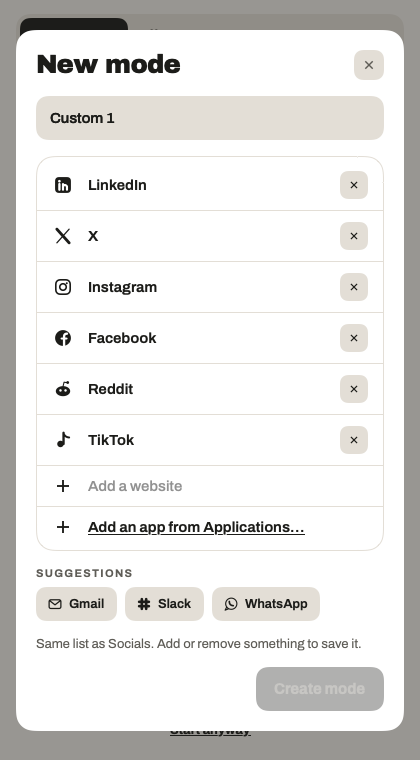 New mode
Custom 1
LinkedIn
X
Instagram
Facebook
Reddit
TikTok
Add a website
Add an app from Applications...
SUGGESTIONS
Gmail Slack WhatsApp
Same list as Socials. Add or remove something to save it.
Create mode
Start anyway